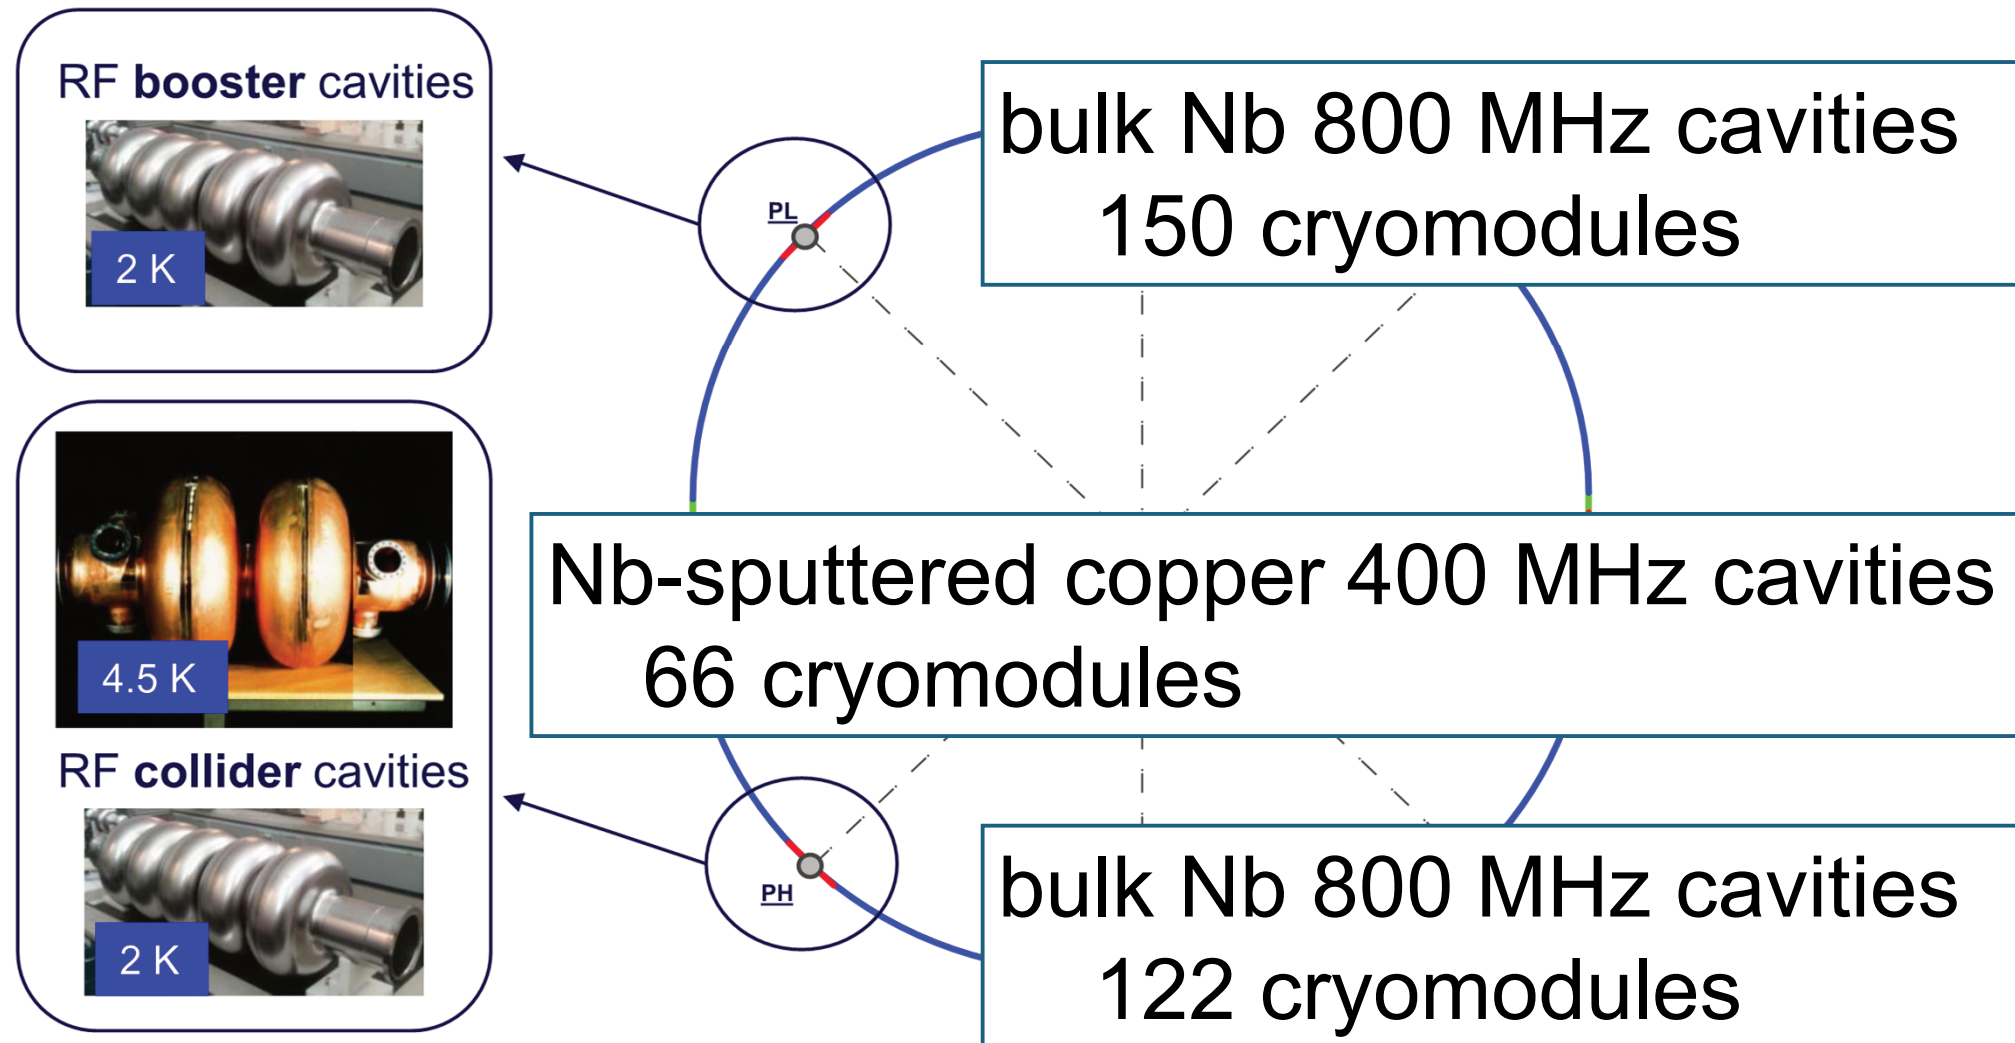 RF booster cavities
2 K
4.5 K
RF collider cavities
2 K
PL
PH
bulk Nb 800 MHz cavities
150 cryomodules
Nb-sputtered copper 400 MHz cavities
66 cryomodules
bulk Nb 800 MHz cavities
122 cryomodules